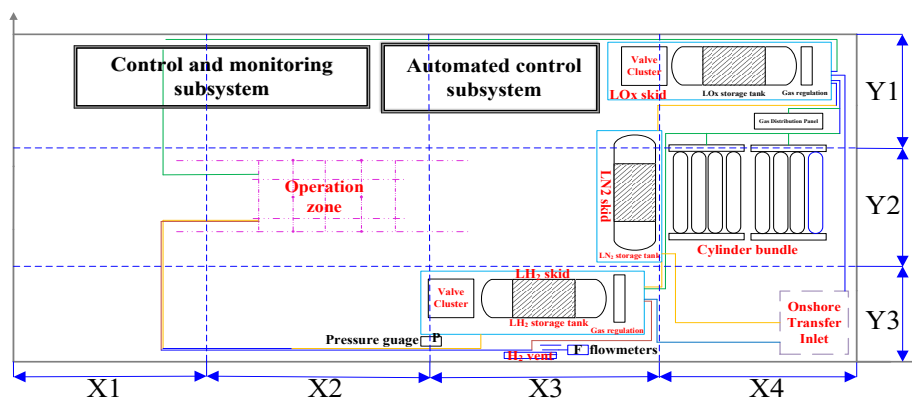 Control and monitoring
subsystem
Automated control
subsystem
Valve
Cluster
LOx skid
LOx storage tank
Gas regulation
Gas Distribution Panel
Y1
Operation
zone
LN2 skid
LN₂ storage tank
Cylinder bundle
Y2
LH₂ skid
Valve
Cluster
LH₂ storage tank
Gas regulation
Onshore
Transfer
Inlet
Y3
Pressure guage
P
F
flowmeters
H₂ vent
X1
X2
X3
X4